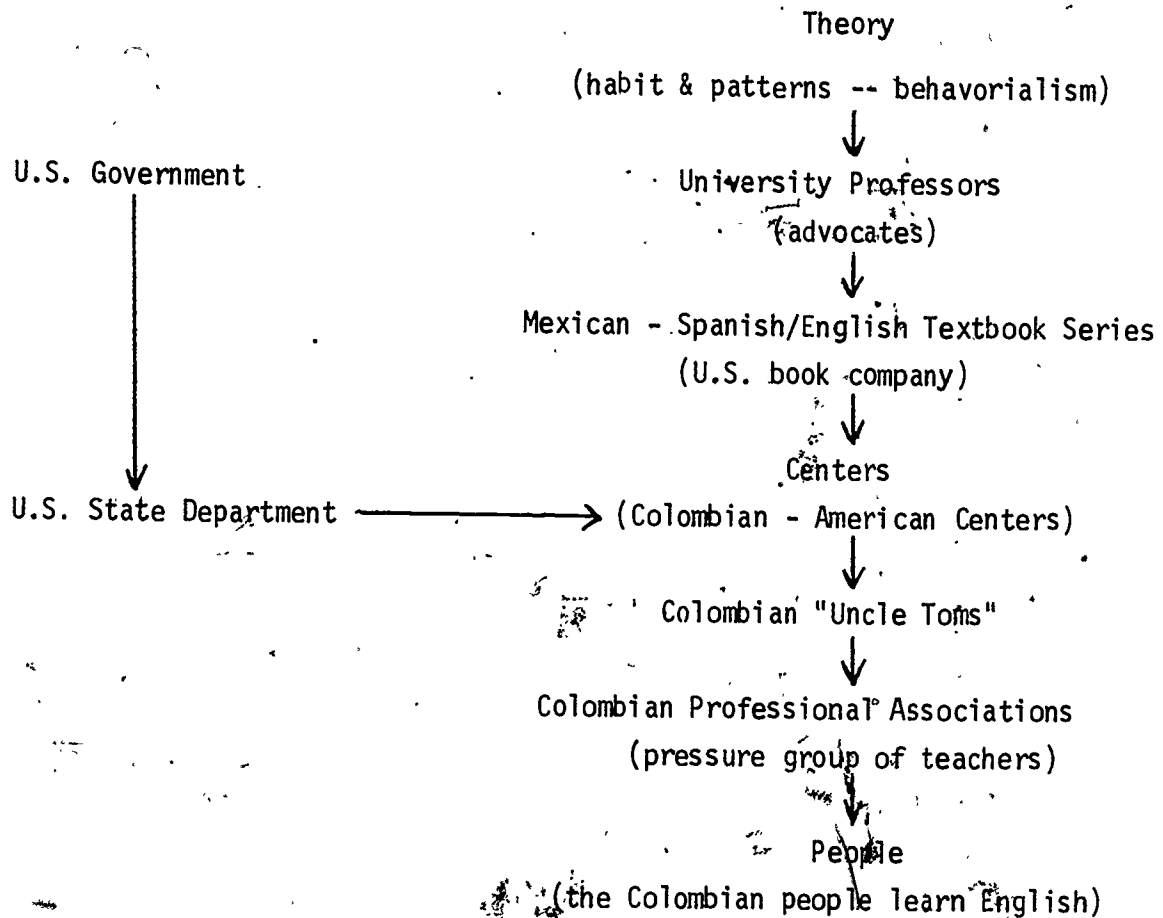 Theory
(habit & patterns -- behavorialism)
U.S. Government
University Professors
(advocates)
Mexican - Spanish/English Textbook Series
(U.S. book company)
Centers
U.S. State Department
(Colombian - American Centers)
Colombian "Uncle Toms"
Colombian Professional Associations
(pressure group of teachers)
People
(the Colombian people learn English)